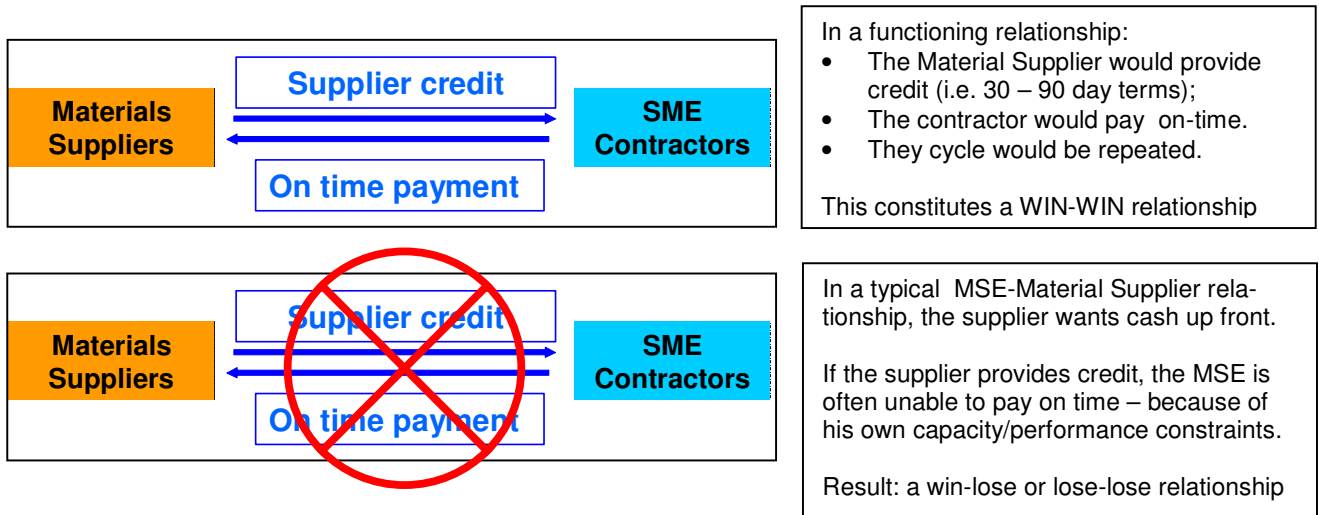 Supplier credit
Materials
Suppliers
SME
Contractors
On time payment
In a functioning relationship:
• The Material Supplier would provide
credit (i.e. 30 – 90 day terms);
• The contractor would pay on-time.
• They cycle would be repeated.
This constitutes a WIN-WIN relationship
Supplier credit
Materials
Suppliers
SME
Contractors
On time payment
In a typical MSE-Material Supplier rela-
tionship, the supplier wants cash up front.
If the supplier provides credit, the MSE is
often unable to pay on time – because of
his own capacity/performance constraints.
Result: a win-lose or lose-lose relationship